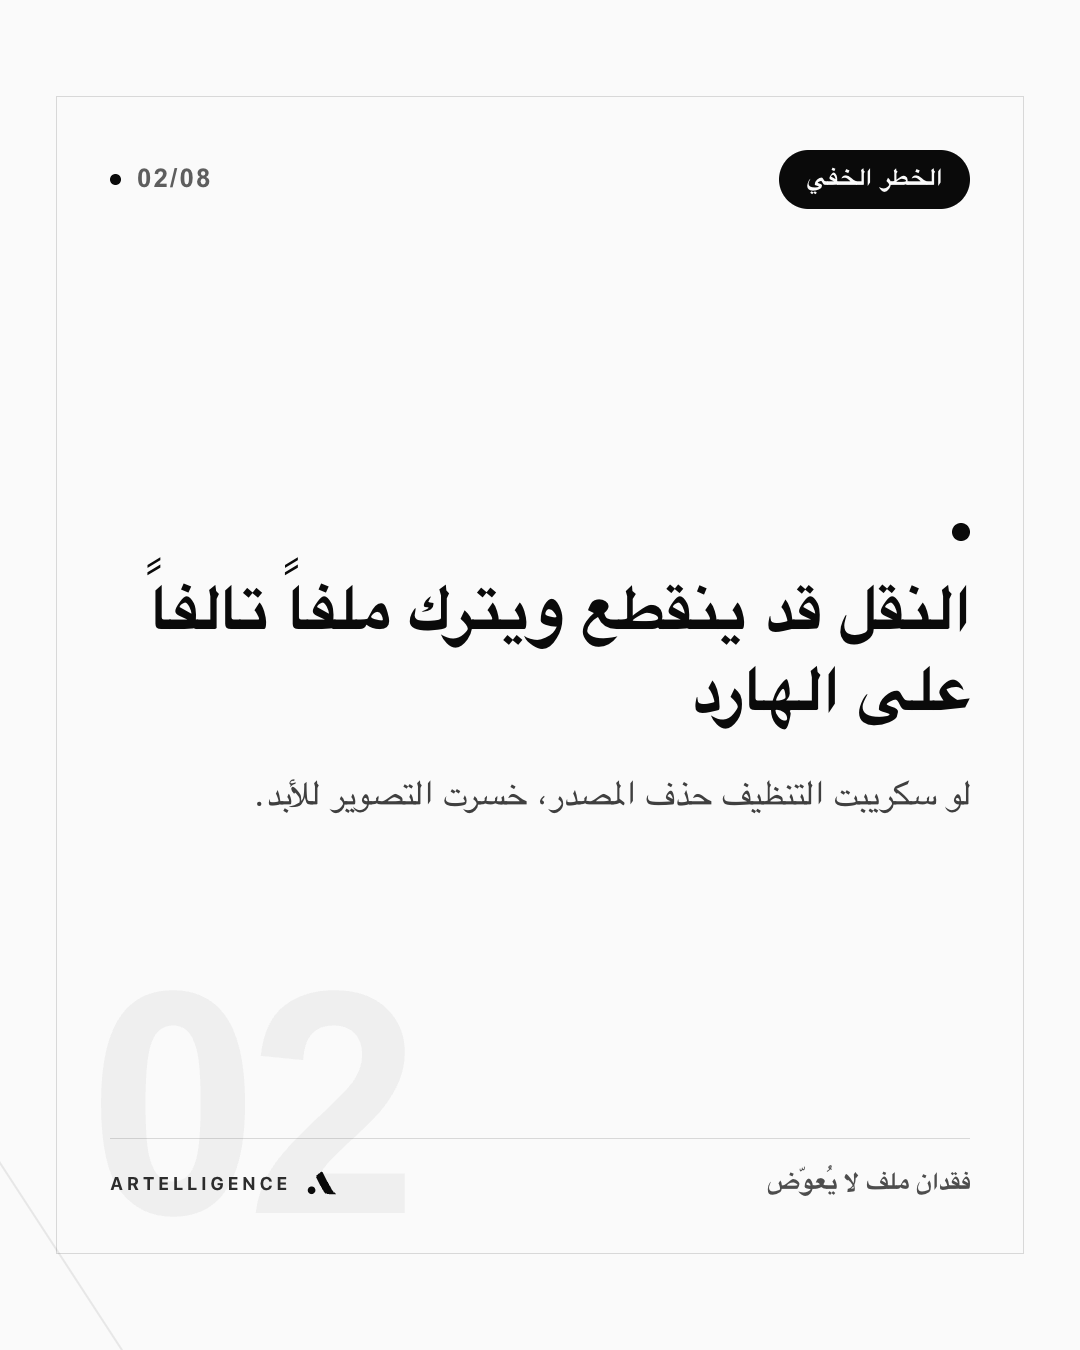 الخطر الخفي
02/08
النقل قد ينقطع ويترك ملفاً تالفاً
على الهارد
لو سكريبت التنظيف حذف المصدر، خسرت التصوير للأبد.
02
فقدان ملف لا يُعوّض
ARTELLIGENCE